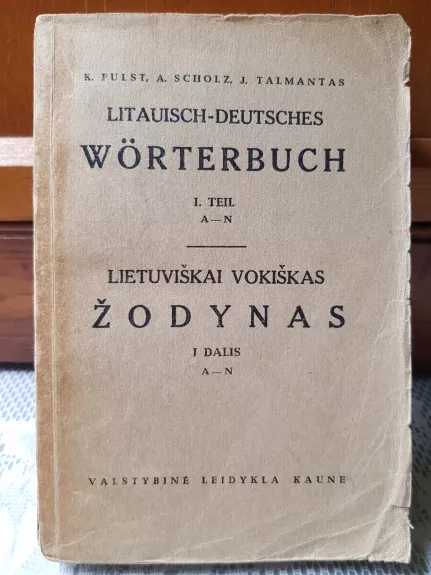 K. FULST, A. SCHOLZ, J. TALMANTAS
LITAUISCH-DEUTSCHES
WÖRTERBUCH
I. TEIL
A—N
LIETUVIŠKAI VOKIŠKAS
ŽODYNAS
I DALIS
A—N
VALSTYBINĖ LEIDYKLA KAUNE